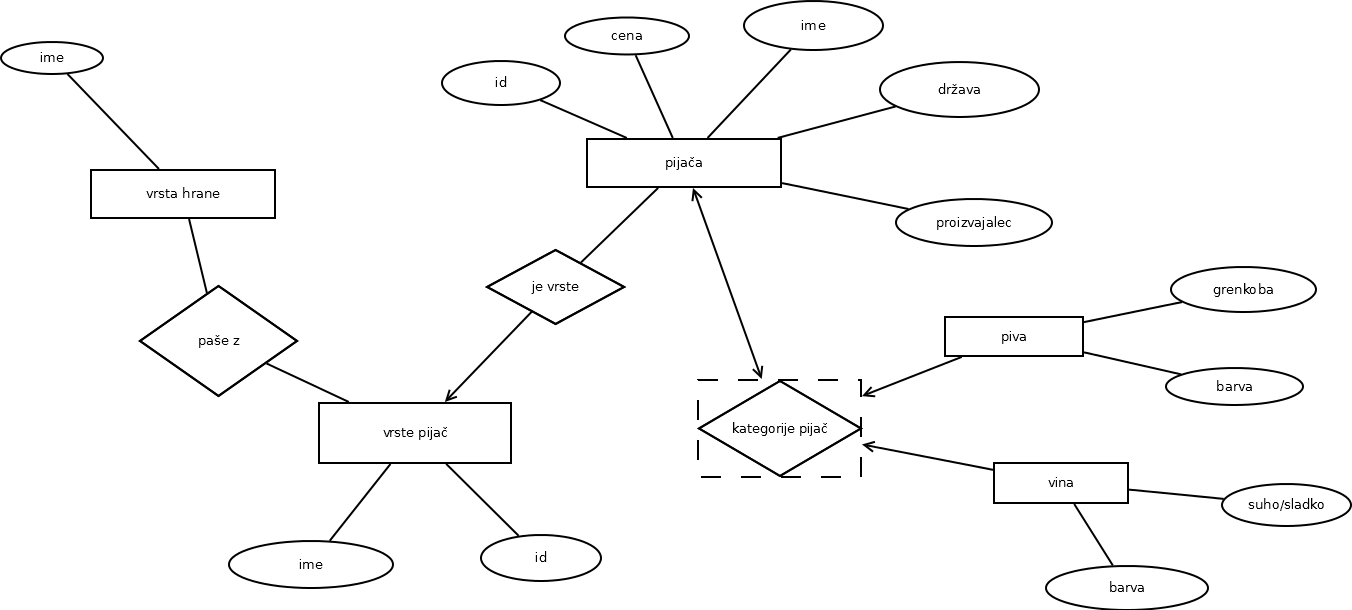 ime
cena
ime
id
država
pijača
vrsta hrane
proizvajalec
je vrste
grenkoba
paše z
piva
barva
vrste pijač
kategorije pijač
vina
suho/sladko
ime
id
barva